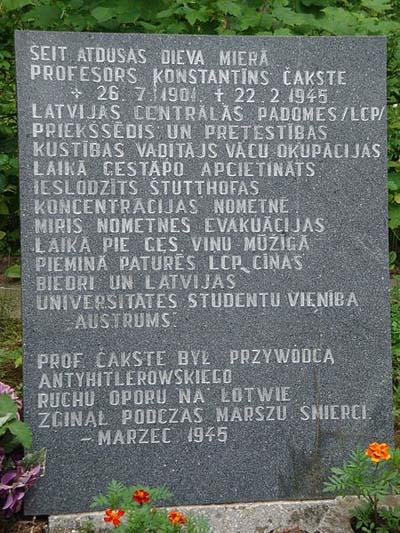 SEIT ATDUSAS DIEVA MIERĀ
PROFESORS KONSTANTĪNS ČAKSTE
+ 26.7.1901. + 22.2.1945.
LATVIJAS CENTRĀLĀS PADOMES/LCP/
PRIEKŠSĒDIS UN PRETESTĪBAS
KUSTĪBAS VADĪTĀJS VĀCU OKUPĀCIJAS
LAIKĀ GESTAPO APCIETINĀTS
IESLODZĪTS ŠTUTTHOFAS
KONCENTRĀCIJAS NOMETNĒ
MIRIS NOMETNES EVAKUĀCIJAS
LAIKĀ PIE GES. VIŅU MŪŽĪGĀ
PIEMIŅĀ PATURĒS LCP CĪŅAS
BIEDRI UN LATVIJAS
UNIVERSITĀTES STUDENTU VIENĪBA
AUSTRUMS.
PROF. ČAKSTE BYŁ PRZYWÓDCĄ
ANTYHITLEROWSKIEGO
RUCHU OPORU NA ŁOTWIE
ZGINĄŁ PODCZAS MARSZU ŚMIERCI.
- MARZEC 1945